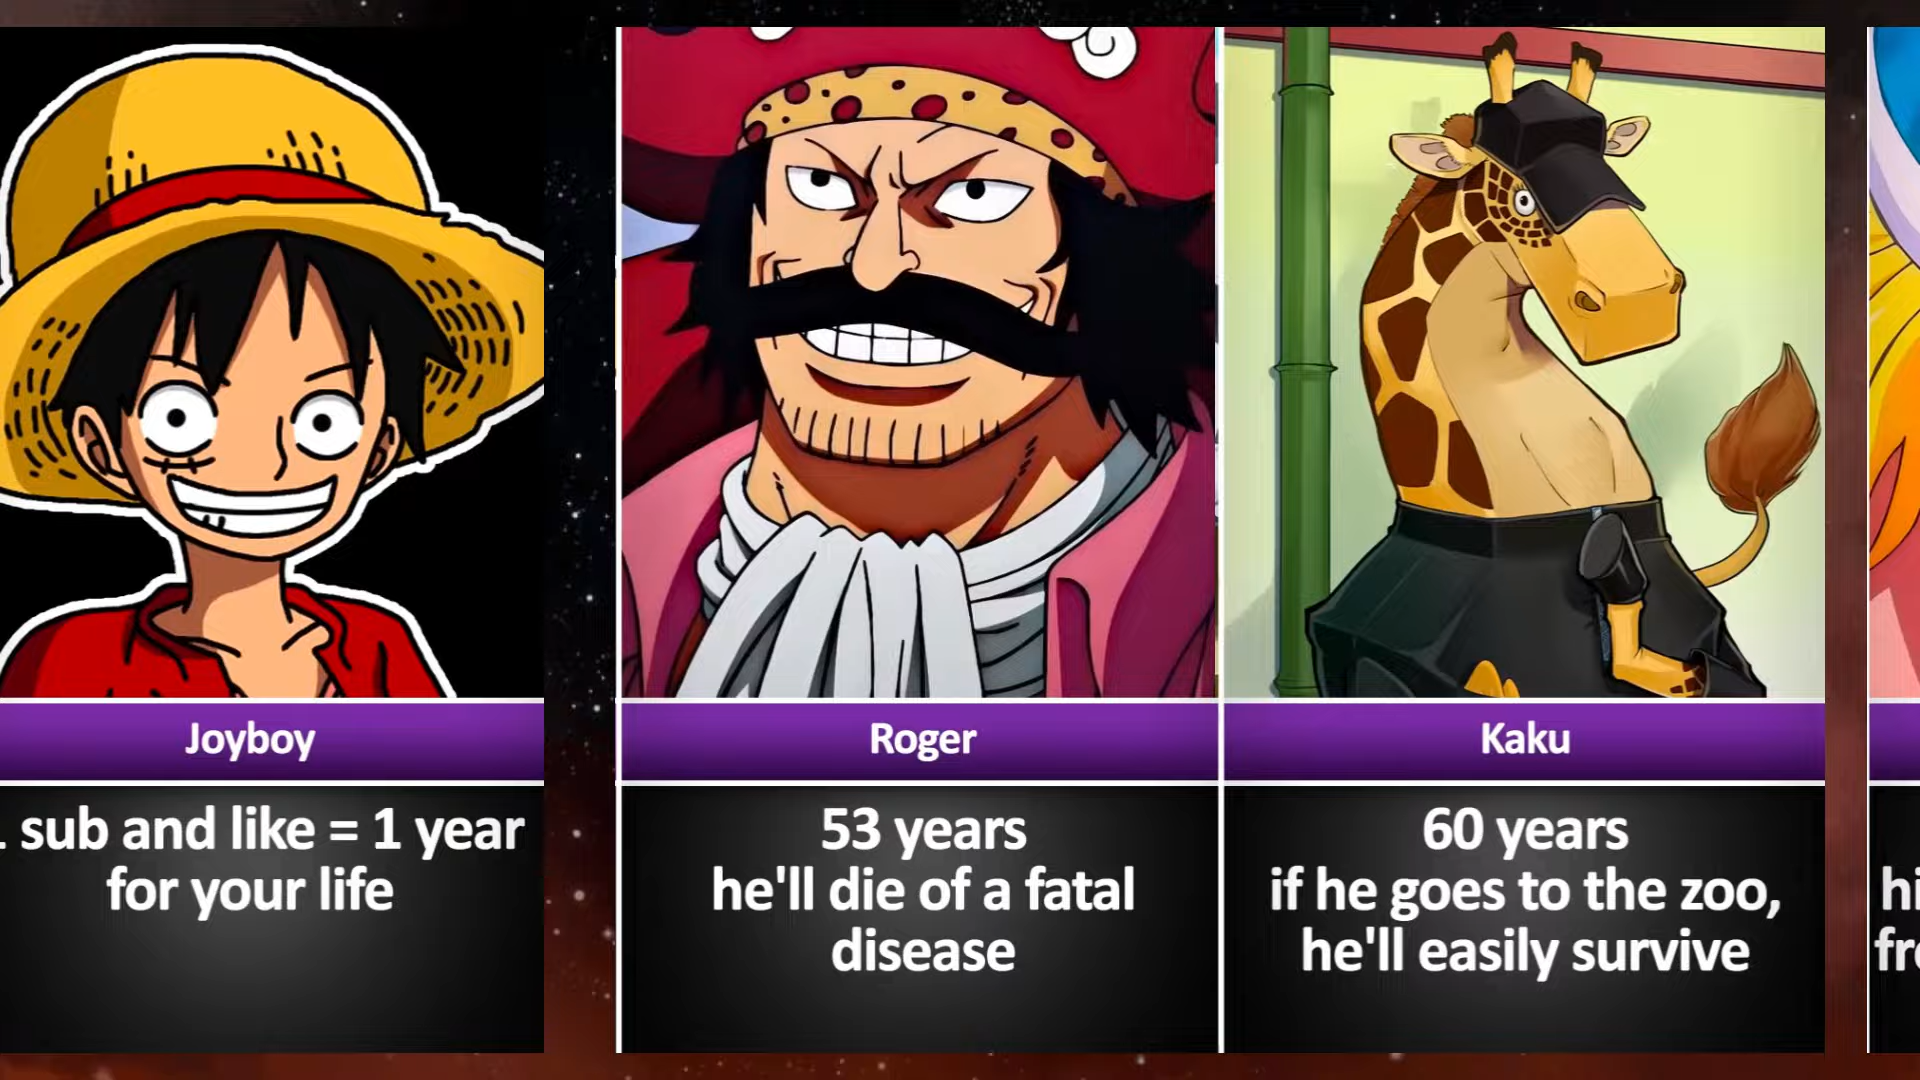 Joyboy
sub and like = 1 year
for your life
Roger
53 years
he'll die of a fatal
disease
Kaku
60 years
if he goes to the zoo,
he'll easily survive